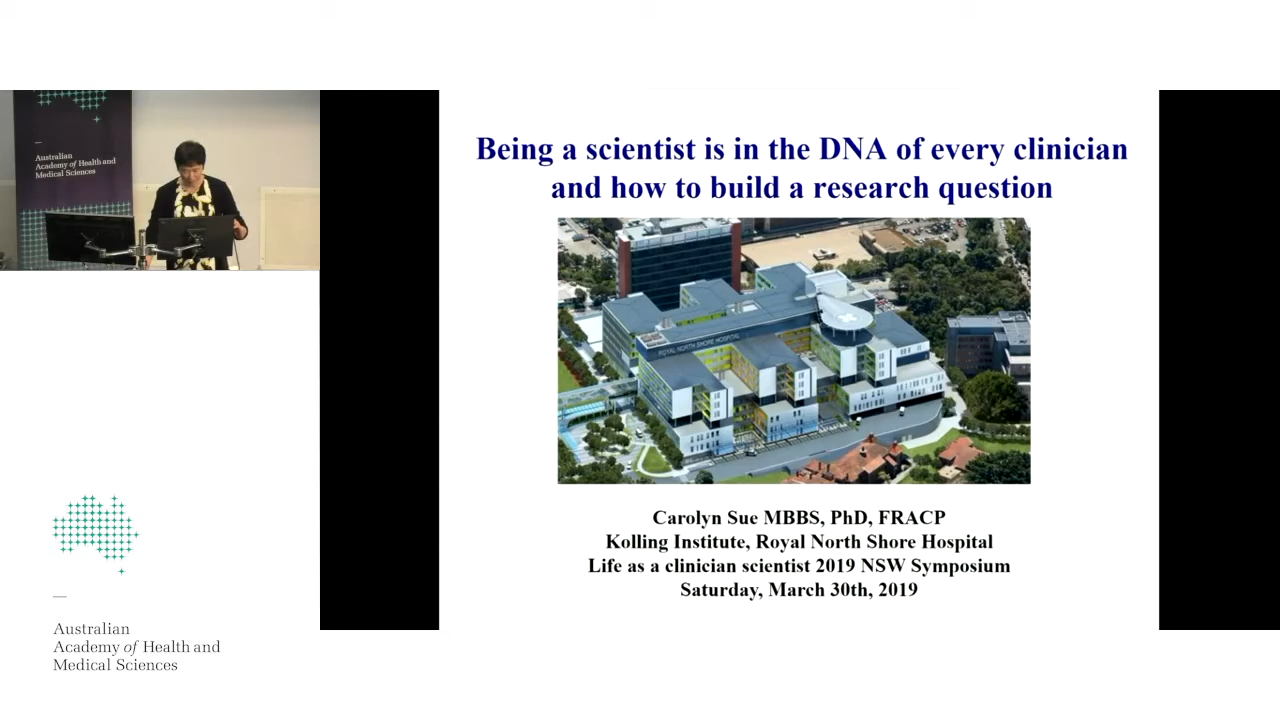 Australian
Academy of Health and
Medical Sciences
Being a scientist is in the DNA of every clinician
and how to build a research question
ROYAL NORTH SHORE HOSPITAL
Carolyn Sue MBBS, PhD, FRACP
Kolling Institute, Royal North Shore Hospital
Life as a clinician scientist 2019 NSW Symposium
Saturday, March 30th, 2019
Australian
Academy of Health and
Medical Sciences